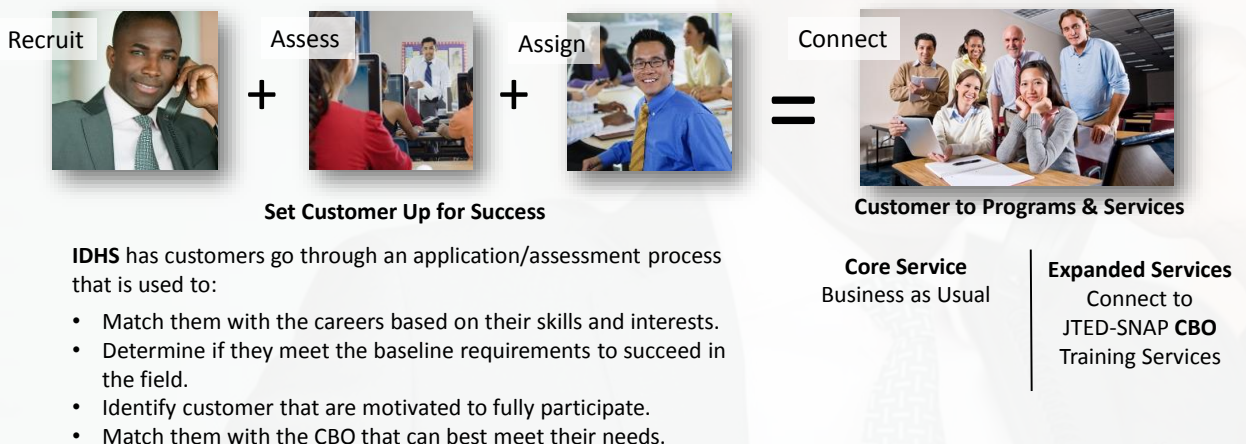 Recruit
Assess
Assign
Connect
+
+
=
Set Customer Up for Success
IDHS has customers go through an application/assessment process
that is used to:
• Match them with the careers based on their skills and interests.
• Determine if they meet the baseline requirements to succeed in
the field.
• Identify customer that are motivated to fully participate.
• Match them with the CBO that can best meet their needs.
Customer to Programs & Services
Core Service
Business as Usual
Expanded Services
Connect to
JTED-SNAP CBO
Training Services